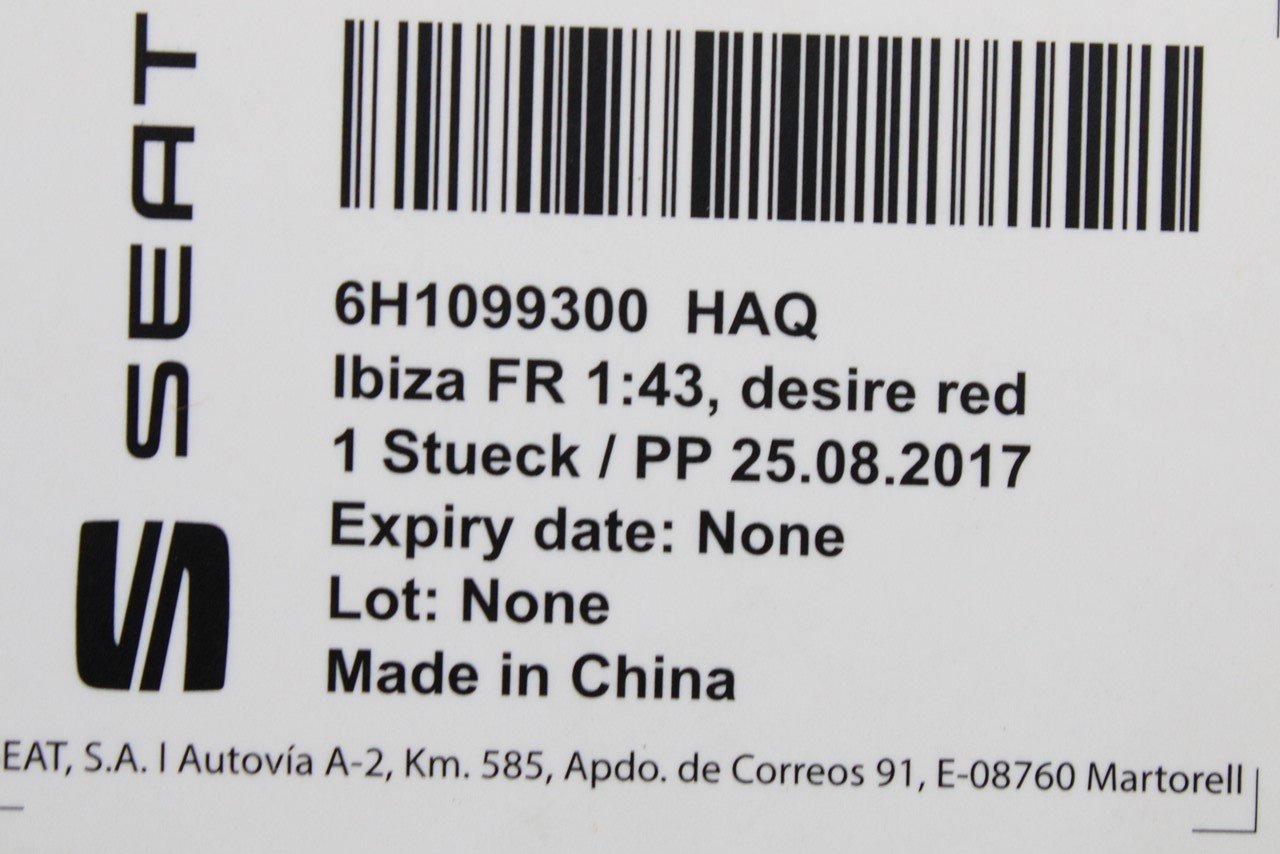 SEAT
6H1099300 HAQ
Ibiza FR 1:43, desire red
1 Stueck / PP 25.08.2017
Expiry date: None
Lot: None
Made in China
EAT, S.A. I Autovía A-2, Km. 585, Apdo. de Correos 91, E-08760 Martorell